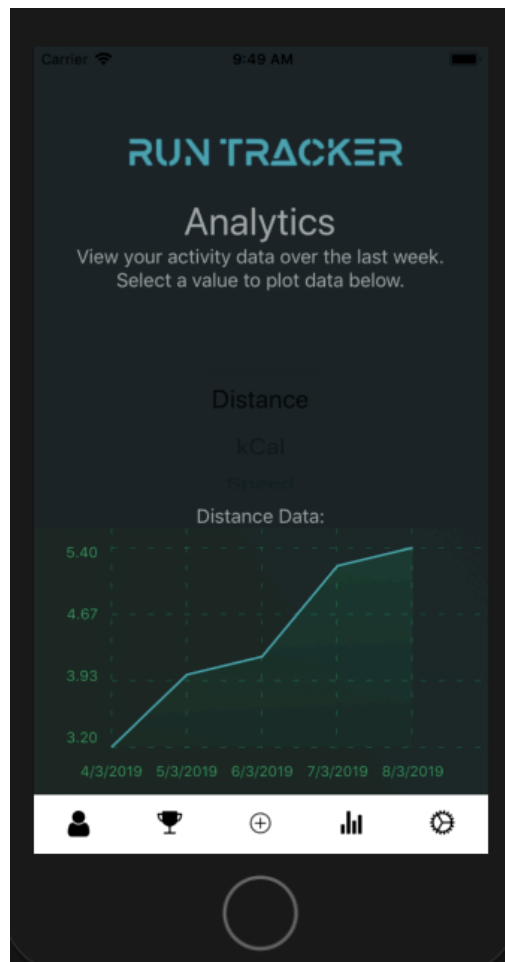 Carrier 9:49 AM
RUN TRACKER
Analytics
View your activity data over the last week.
Select a value to plot data below.
Distance
kCal
Speed
Distance Data:
5.40
4.67
3.93
3.20
4/3/2019 5/3/2019 6/3/2019 7/3/2019 8/3/2019